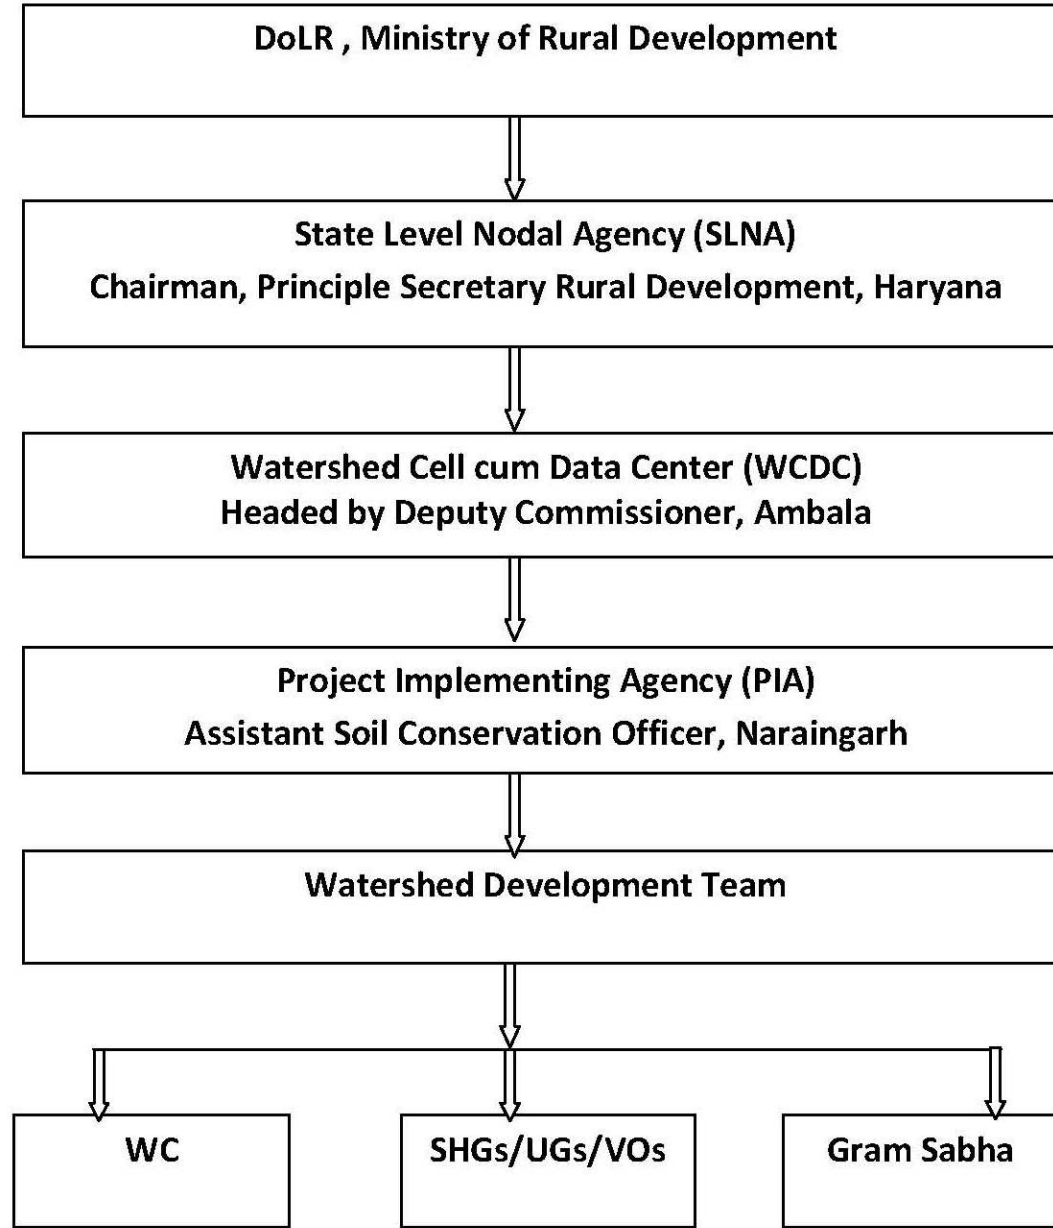 DoLR , Ministry of Rural Development
State Level Nodal Agency (SLNA)
Chairman, Principle Secretary Rural Development, Haryana
Watershed Cell cum Data Center (WCDC)
Headed by Deputy Commissioner, Ambala
Project Implementing Agency (PIA)
Assistant Soil Conservation Officer, Naraingarh
Watershed Development Team
WC
SHGs/UGs/VOs
Gram Sabha